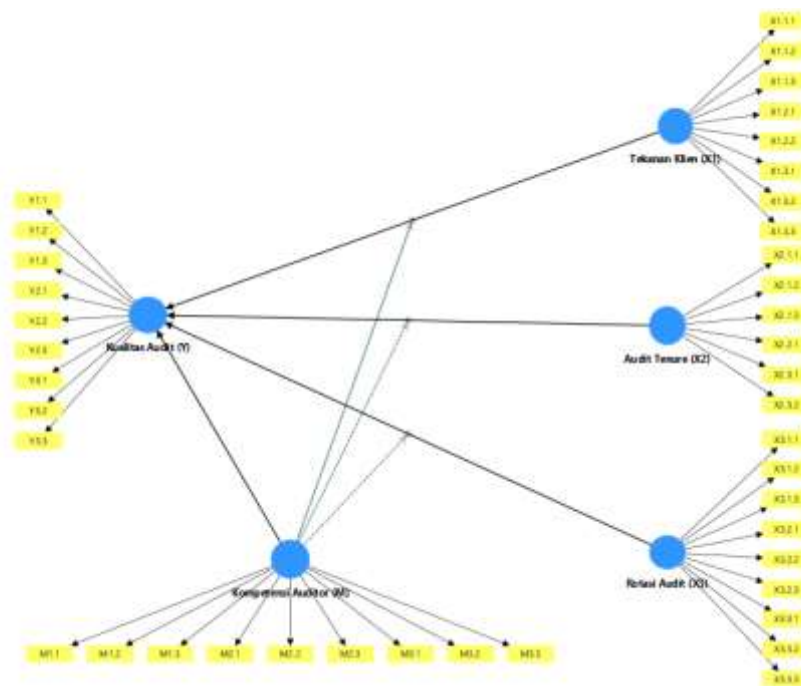 X1.1.1
X1.1.2
X1.1.3
X1.2.1
X1.2.2
X1.3.1
X1.3.2
X1.3.3
Tekanan Klien (X1)
Y1.1
Y1.2
Y1.3
Y2.1
Y2.2
Y2.3
Y3.1
Y3.2
Y3.3
Kualitas Audit (Y)
X2.1.1
X2.1.2
X2.1.3
X2.2.1
X2.3.1
X2.3.2
Audit Tenure (X2)
X3.1.1
X3.1.2
X3.1.3
X3.2.1
X3.2.2
X3.2.3
X3.3.1
X3.3.2
X3.3.3
Rotasi Audit (X3)
Kompetensi Auditor (M)
M1.1
M1.2
M1.3
M2.1
M2.2
M2.3
M3.1
M3.2
M3.3